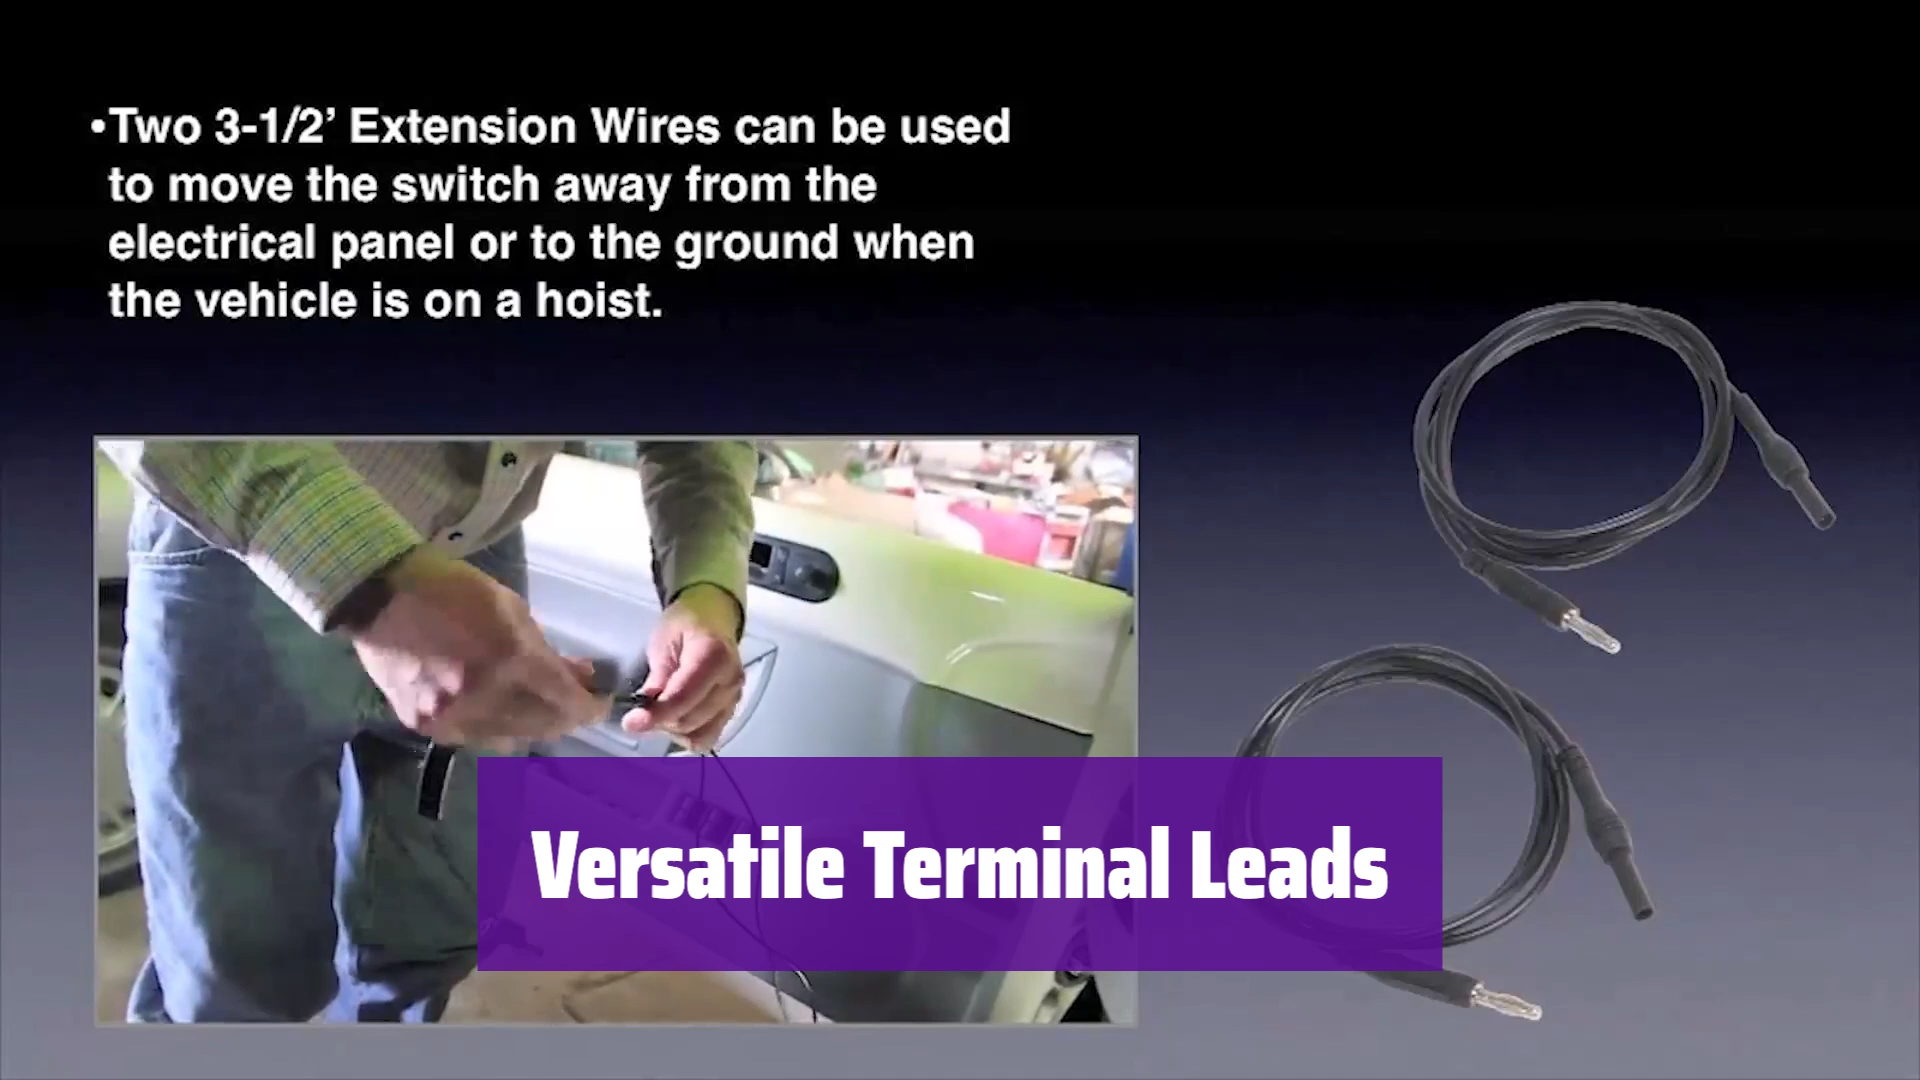 •Two 3-1/2’ Extension Wires can be used
to move the switch away from the
electrical panel or to the ground when
the vehicle is on a hoist.
Versatile Terminal Leads